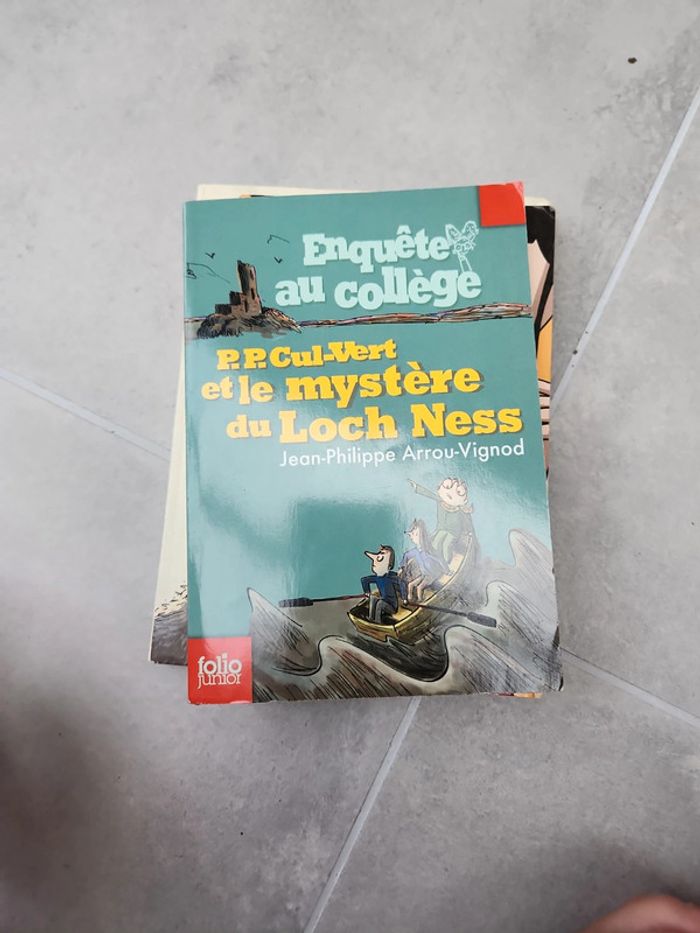 Enquête
au collège
P. P. Cul-Vert
et le mystère
du Loch Ness
Jean-Philippe Arrou-Vignod
folio
junior